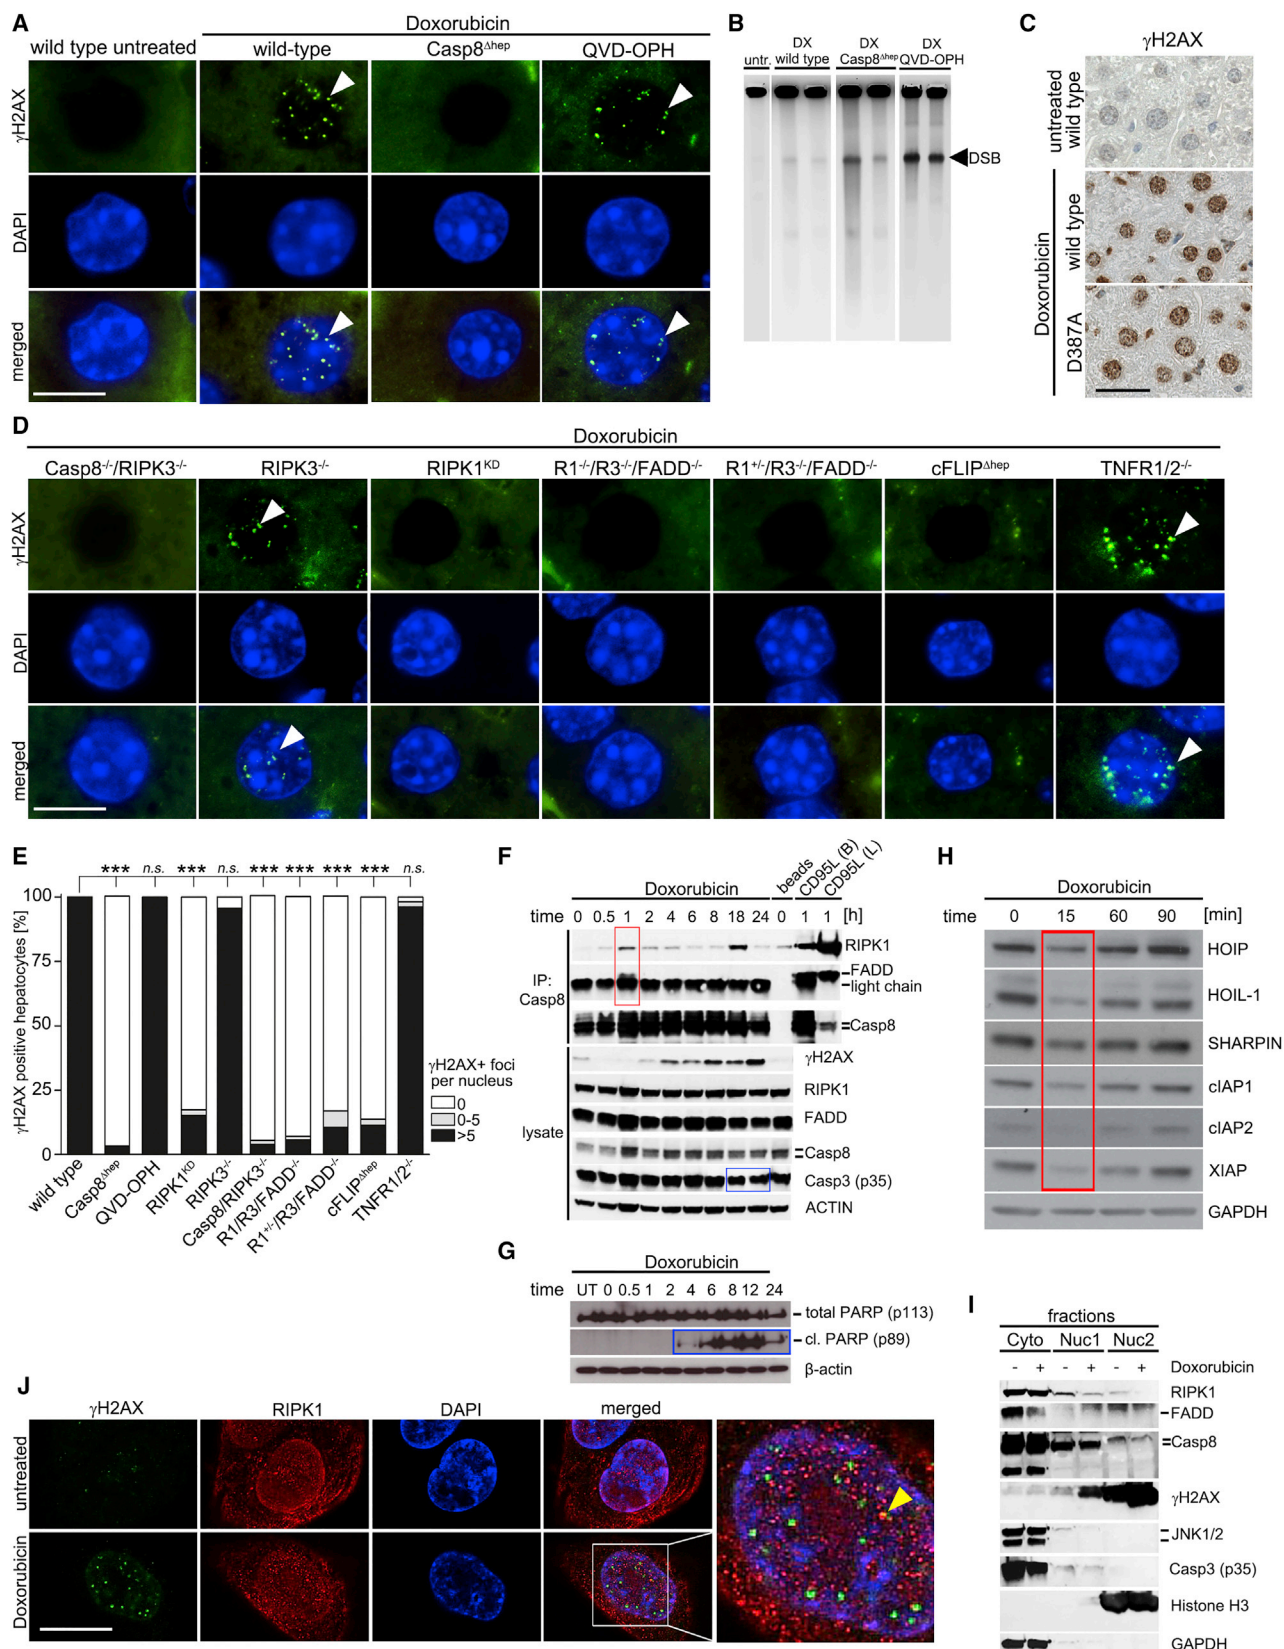 A
Doxorubicin
wild type untreated wild-type Casp8Δhep QVD-OPH
γH2AX
DAPI
merged
B
untr. DX wild type DX Casp8Δhep DX QVD-OPH
DSB
C
γH2AX
untreated wild type
Doxorubicin
wild type
D387A
D
Doxorubicin
Casp8-/-/RIPK3-/- RIPK3-/- RIPK1KD R1-/-/R3-/-/FADD-/- R1+/-/R3-/-/FADD-/- cFLIPΔhep TNFR1/2-/-
γH2AX
DAPI
merged
E
*** n.s. *** n.s. *** *** *** *** n.s.
γH2AX positive hepatocytes [%]
100
75
50
25
0
γH2AX+ foci
per nucleus
0
0-5
>5
wild type
Casp8Δhep
QVD-OPH
RIPK1KD
RIPK3-/-
Casp8/RIPK3-/-
R1/R3/FADD-/-
R1+/-/R3/FADD-/-
cFLIPΔhep
TNFR1/2-/-
F
Doxorubicin beads CD95L (B) CD95L (L)
time 0 0.5 1 2 4 6 8 18 24 0 1 1 [h]
IP: Casp8
RIPK1
FADD
light chain
Casp8
lysate
γH2AX
RIPK1
FADD
Casp8
Casp3 (p35)
ACTIN
G
Doxorubicin
time UT 0 0.5 1 2 4 6 8 12 24
total PARP (p113)
cl. PARP (p89)
β-actin
H
Doxorubicin
time 0 15 60 90 [min]
HOIP
HOIL-1
SHARPIN
cIAP1
cIAP2
XIAP
GAPDH
I
fractions
Cyto Nuc1 Nuc2
- + - + - + Doxorubicin
RIPK1
FADD
Casp8
γH2AX
JNK1/2
Casp3 (p35)
Histone H3
GAPDH
J
γH2AX RIPK1 DAPI merged
untreated
Doxorubicin